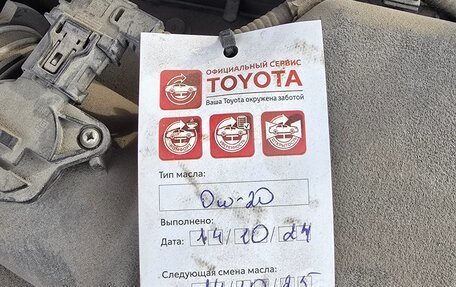 ОФИЦИАЛЬНЫЙ СЕРВИС
TOYOTA
Ваша Toyota окружена заботой
Тип масла:
0w-20
Выполнено:
Дата: 14/10/24
Следующая смена масла: